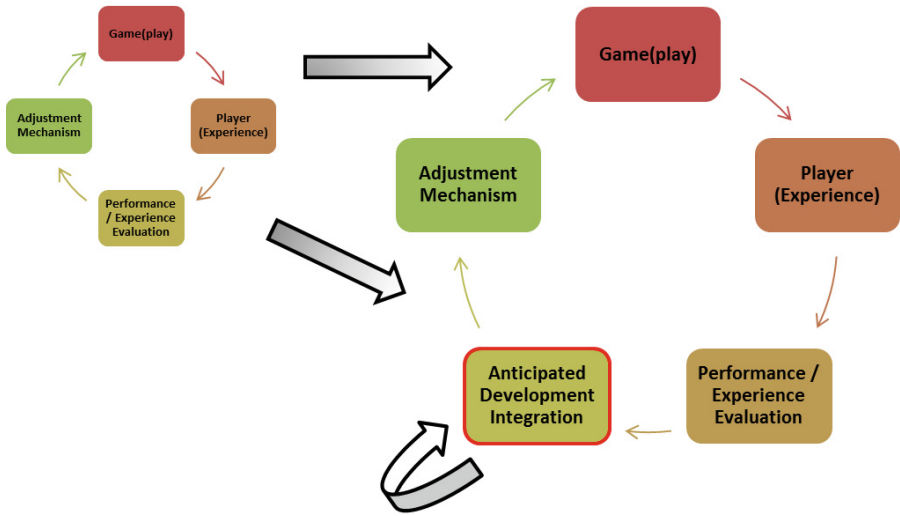 Game(play)
Player
(Experience)
Performance
/ Experience
Evaluation
Adjustment
Mechanism
Game(play)
Player
(Experience)
Performance /
Experience
Evaluation
Anticipated
Development
Integration
Adjustment
Mechanism